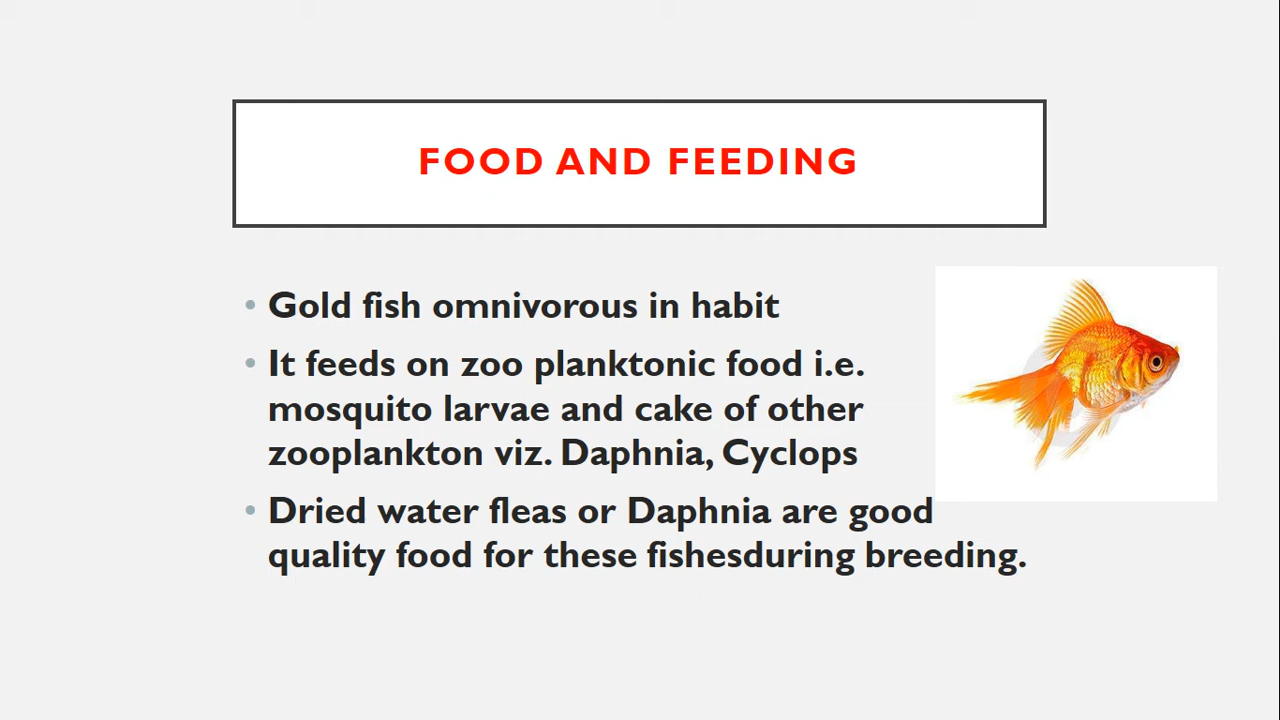 FOOD AND FEEDING
• Gold fish omnivorous in habit
• It feeds on zoo planktonic food i.e.
mosquito larvae and cake of other
zooplankton viz. Daphnia, Cyclops
• Dried water fleas or Daphnia are good
quality food for these fishesduring breeding.